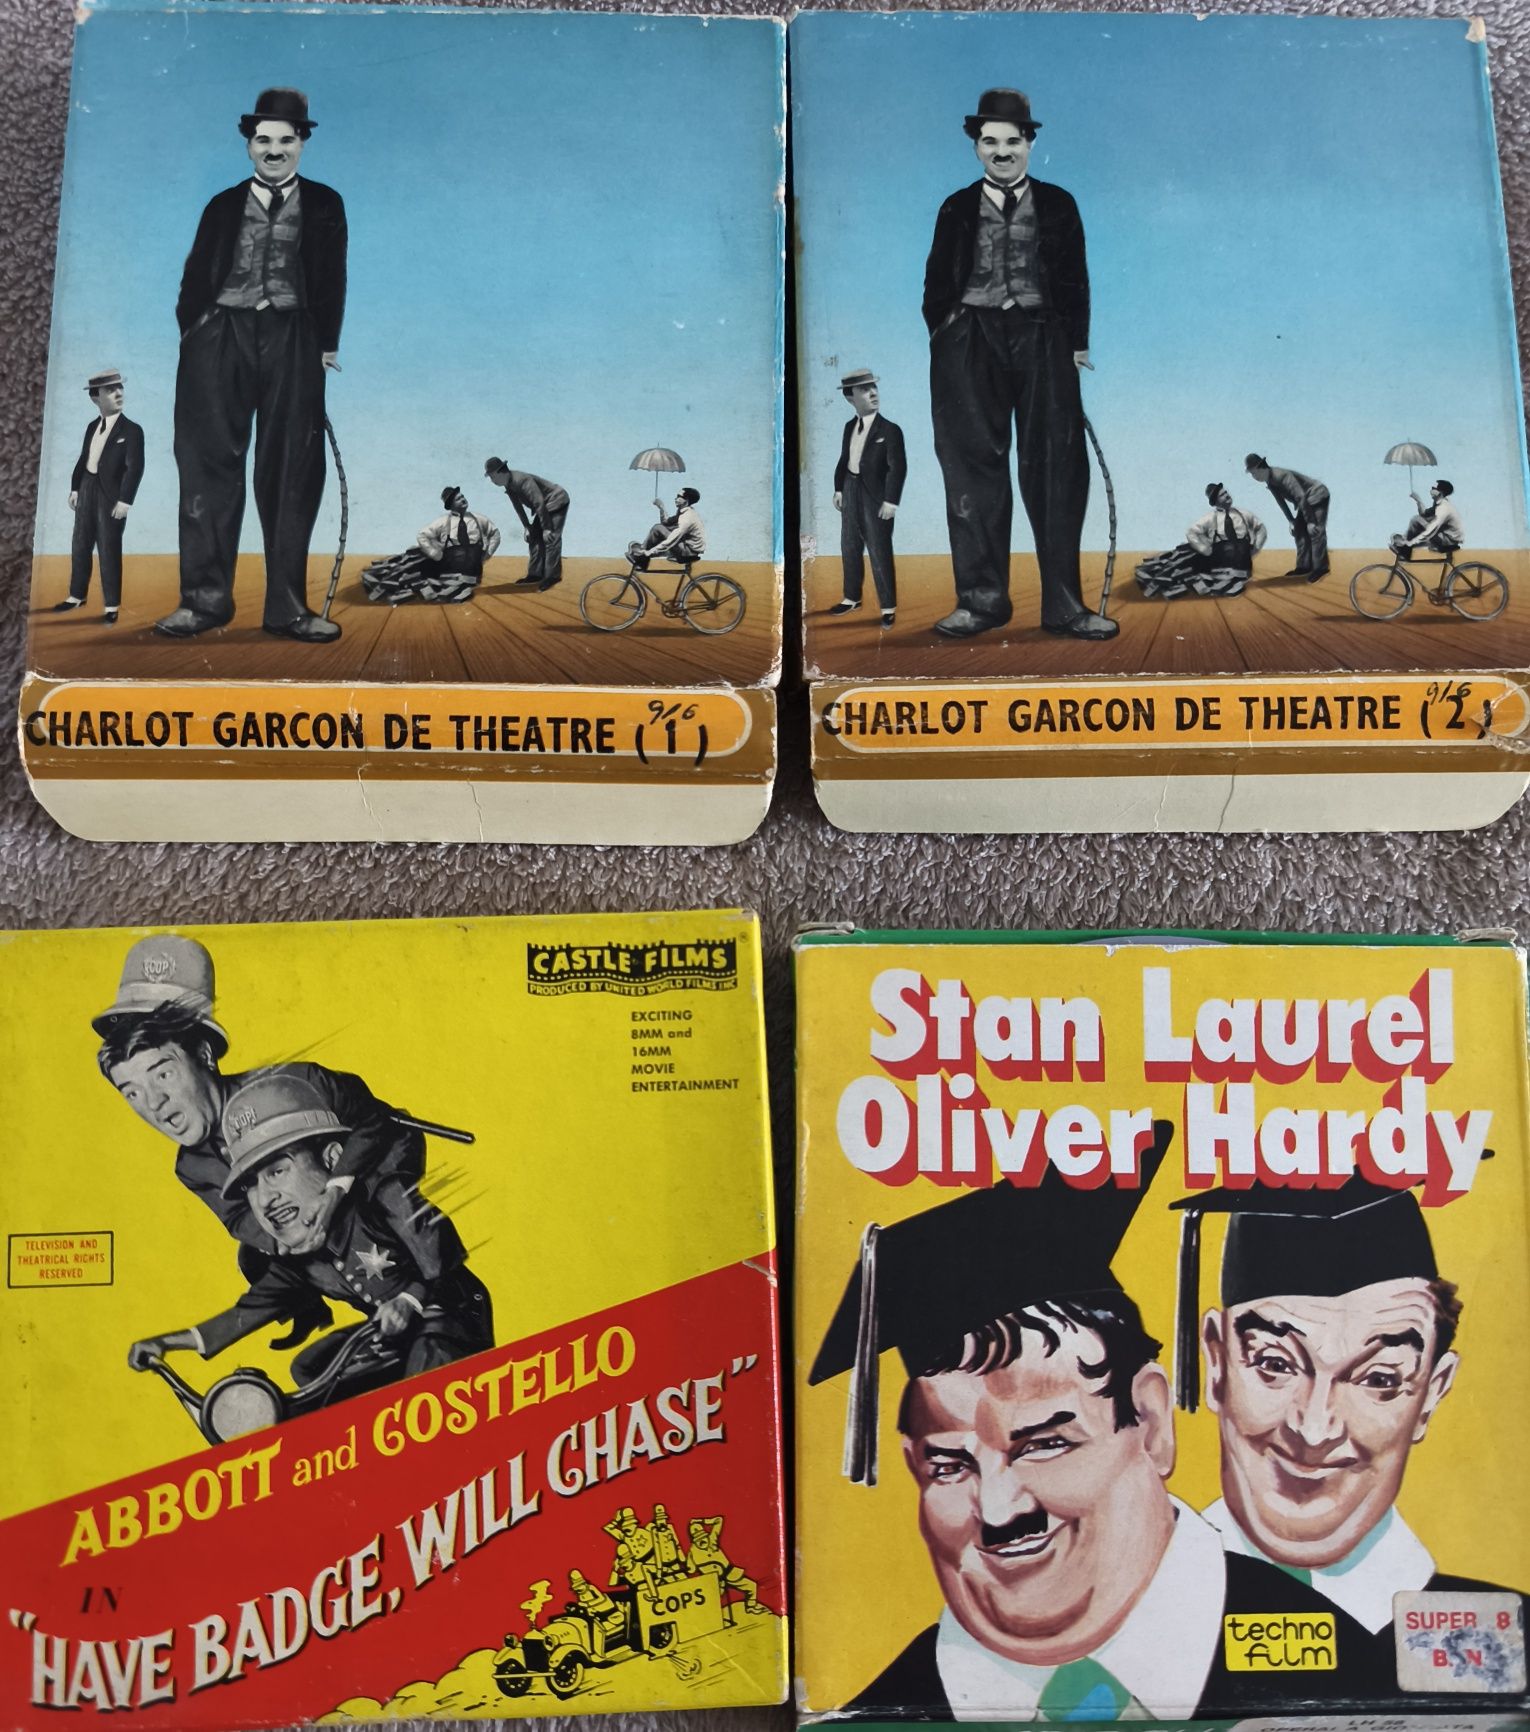 CHARLOT GARCON DE THEATRE (1)
9/6
CHARLOT GARCON DE THEATRE (2)
9/6
COP!
COP!
CASTLE FILMS®
PRODUCED BY UNITED WORLD FILMS INC
EXCITING
8MM and
16MM
MOVIE
ENTERTAINMENT
TELEVISION AND
THEATRICAL RIGHTS
RESERVED
ABBOTT and COSTELLO
IN
"HAVE BADGE, WILL CHASE"
COPS
Stan Laurel
Oliver Hardy
techno
film
SUPER 8
B. N